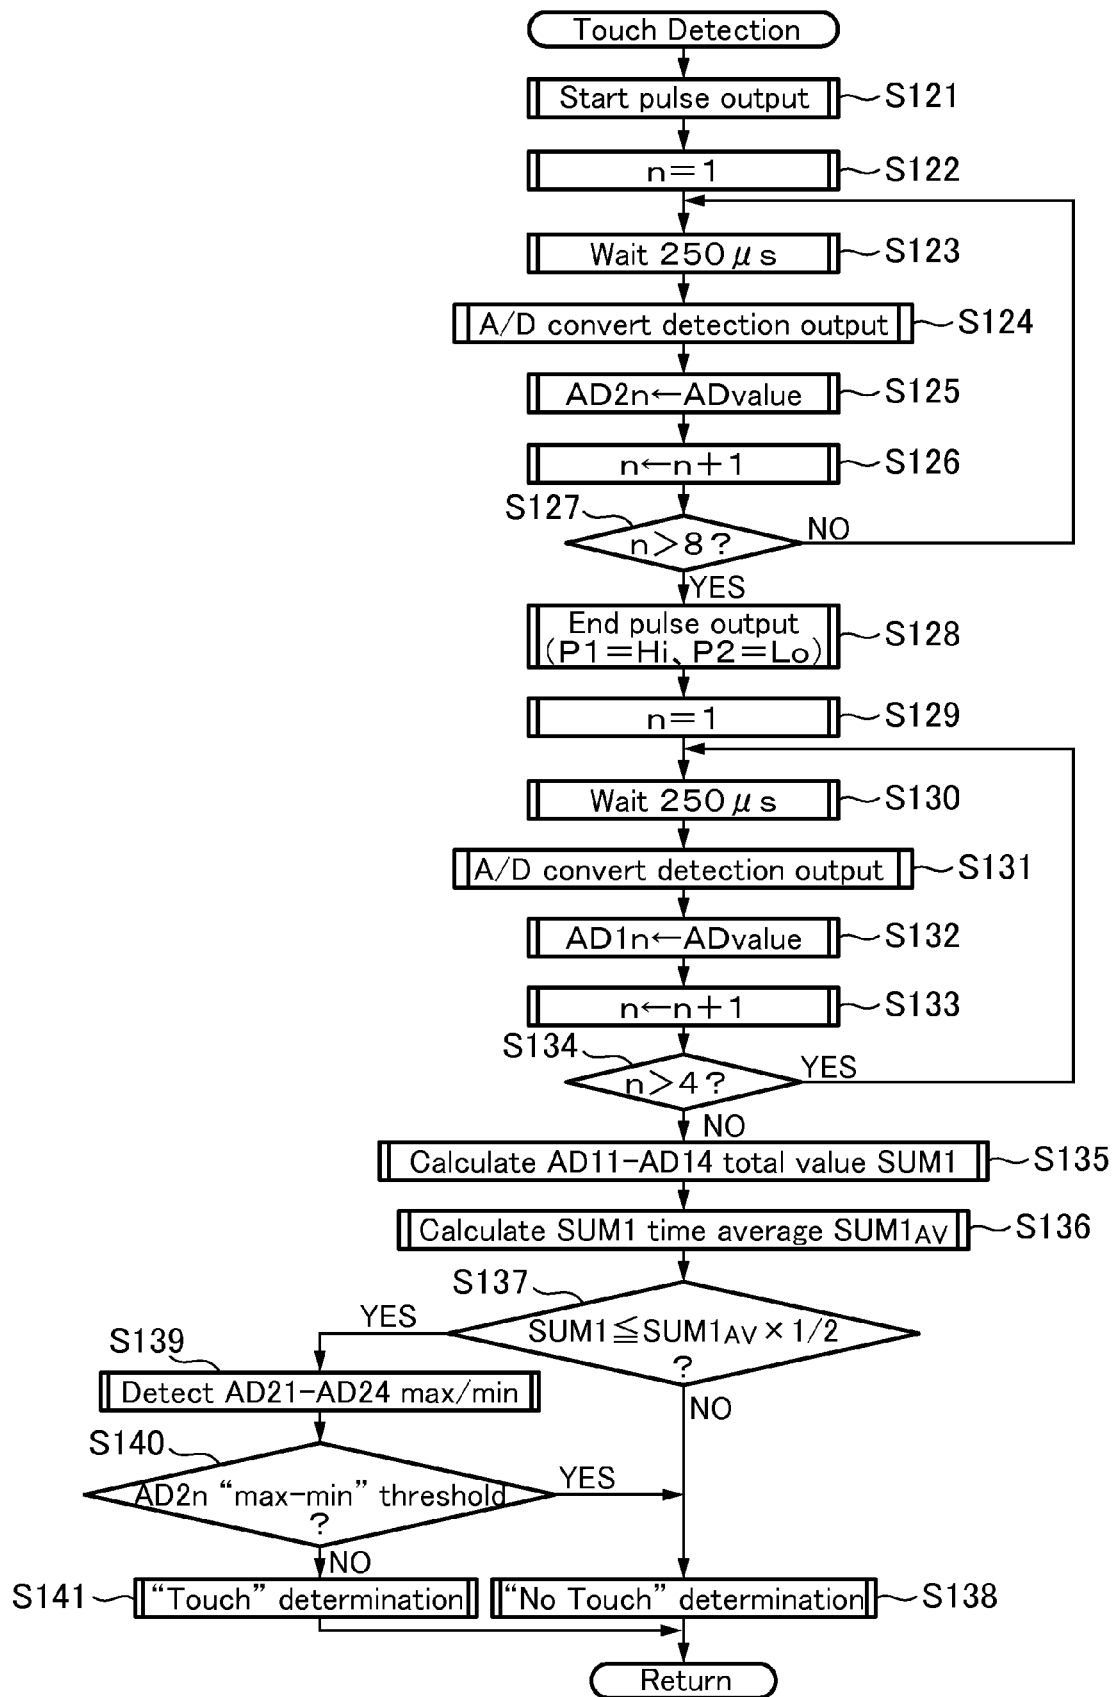 Touch Detection
Start pulse output
S121
n=1
S122
Wait 250μs
S123
A/D convert detection output
S124
AD2n←ADvalue
S125
n←n+1
S126
S127
n>8?
NO
YES
End pulse output
(P1=Hi、P2=Lo)
S128
n=1
S129
Wait 250μs
S130
A/D convert detection output
S131
AD1n←ADvalue
S132
n←n+1
S133
S134
n>4?
YES
NO
Calculate AD11-AD14 total value SUM1
S135
Calculate SUM1 time average SUM1AV
S136
S137
YES
SUM1≦SUM1AV×1/2
?
NO
S139
Detect AD21-AD24 max/min
S140
AD2n “max-min” threshold
?
YES
NO
S141
“Touch” determination
“No Touch” determination
S138
Return